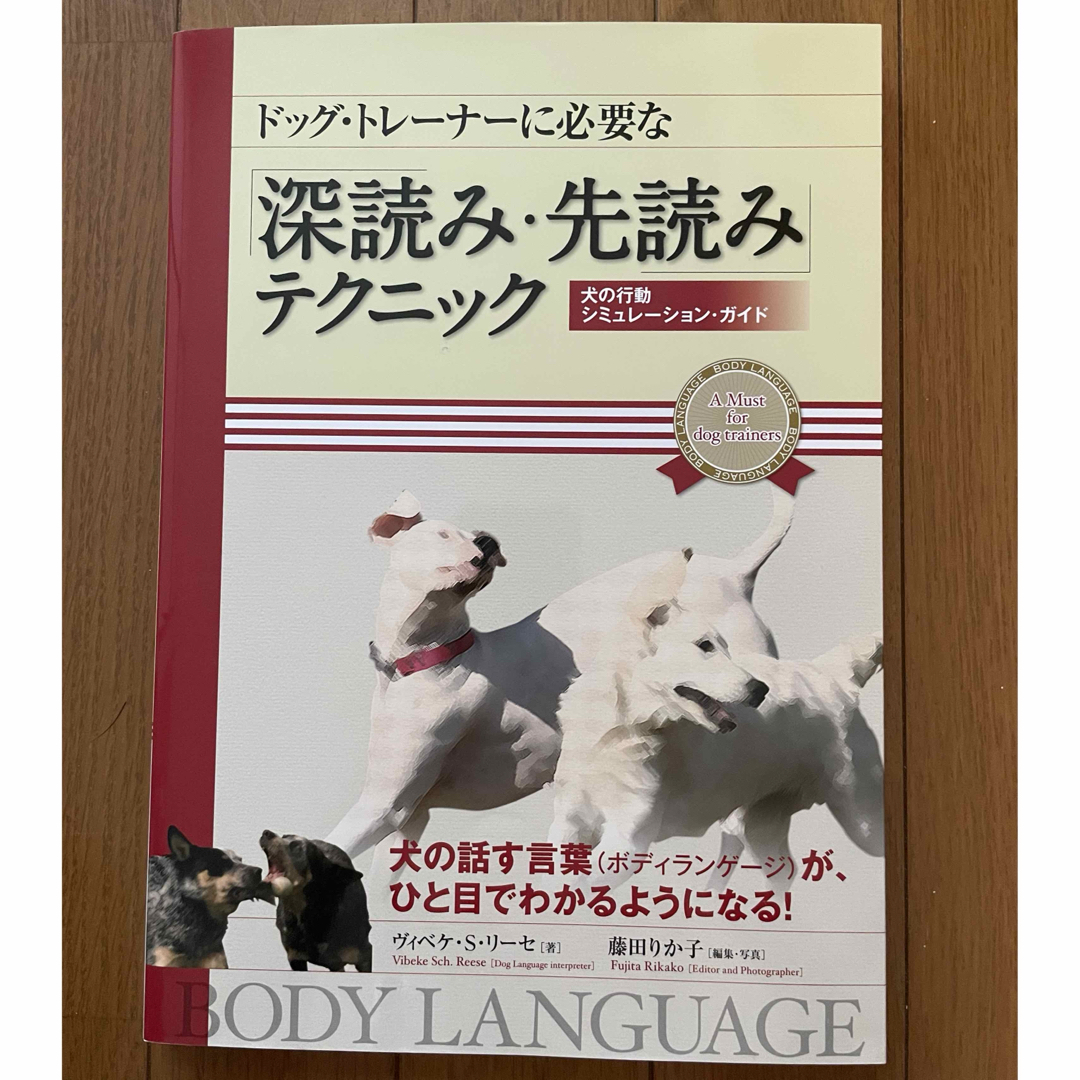 ドッグ・トレーナーに必要な
「深読み・先読み」
テクニック
犬の行動
シミュレーション・ガイド
BODY LANGUAGE BODY LANGUAGE BODY LANGUAGE
A Must
for
dog trainers
犬の話す言葉(ボディランゲージ)が、
ひと目でわかるようになる!
ヴィベケ・S・リーセ[著] 藤田りか子[編集・写真]
Vibeke Sch. Reese [Dog Language interpreter] Fujita Rikako [Editor and Photographer]
BODY LANGUAGE